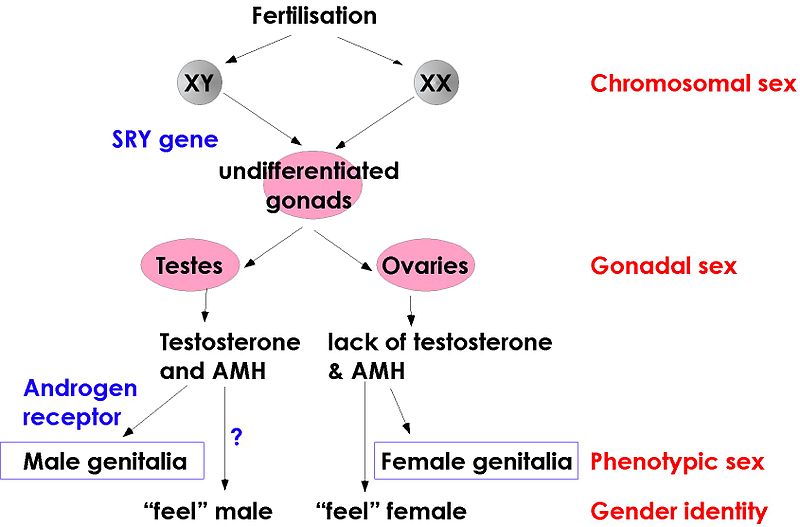 Fertilisation
XY
XX
Chromosomal sex
SRY gene
undifferentiated
gonads
Testes
Ovaries
Gonadal sex
Testosterone
and AMH
lack of testosterone
& AMH
Androgen
receptor
?
Male genitalia
Female genitalia
Phenotypic sex
“feel” male
“feel” female
Gender identity